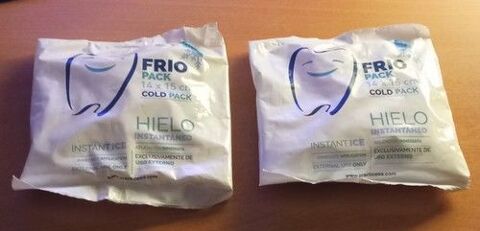 FRIO
PACK
14 x 15 cm
COLD PACK
HIELO
INSTANTÁNEO
INSTANT ICE
EXCLUSIVAMENTE DE
USO EXTERNO
EXTERNAL USE ONLY
FRIO
PACK
14 x 15 cm
COLD PACK
HIELO
INSTANTÁNEO
INSTANT ICE
EXCLUSIVAMENTE DE
USO EXTERNO
EXTERNAL USE ONLY